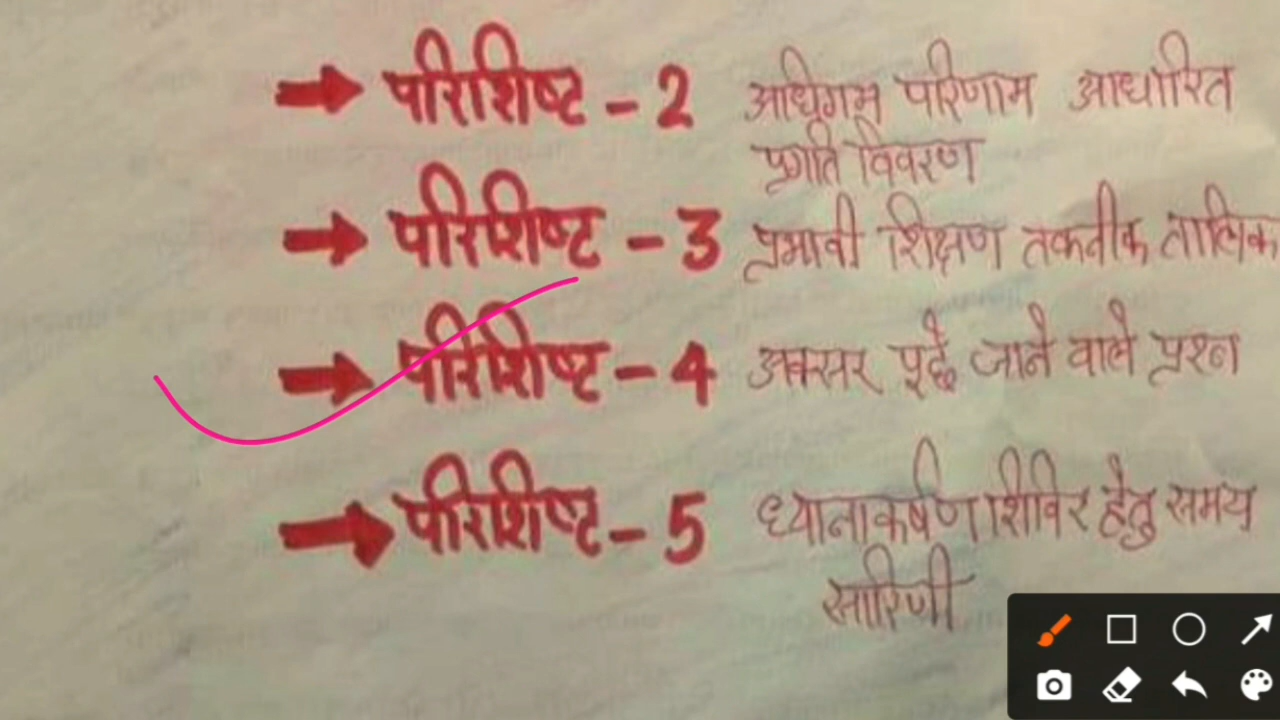 → परिशिष्ट - 2 अधिगम परिणाम आधारित
प्रगति विवरण
→ परिशिष्ट - 3 प्रभावी शिक्षण तकनीक तालिक
→ परिशिष्ट - 4 अक्सर पूछे जाने वाले प्रश्न
→ परिशिष्ट - 5 ध्यानाकर्षण शिविर हेतु समय
सारिणी